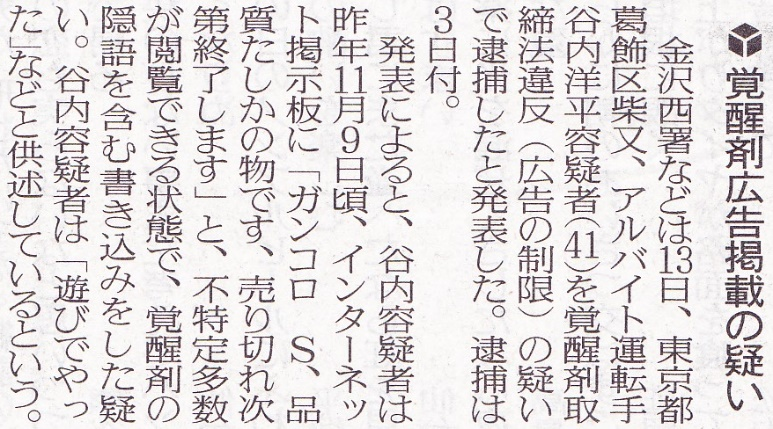 覚醒剤広告掲載の疑い
金沢西署などは13日、東京都
葛飾区柴又、アルバイト運転手
谷内洋平容疑者(41)を覚醒剤取
締法違反（広告の制限）の疑い
で逮捕したと発表した。逮捕は
3日付。
発表によると、谷内容疑者は
昨年11月9日頃、インターネッ
ト掲示板に「ガンコロ　S、品
質たしかの物です、売り切れ次
第終了します」と、不特定多数
が閲覧できる状態で、覚醒剤の
隠語を含む書き込みをした疑
い。谷内容疑者は「遊びでやっ
た」などと供述しているという。